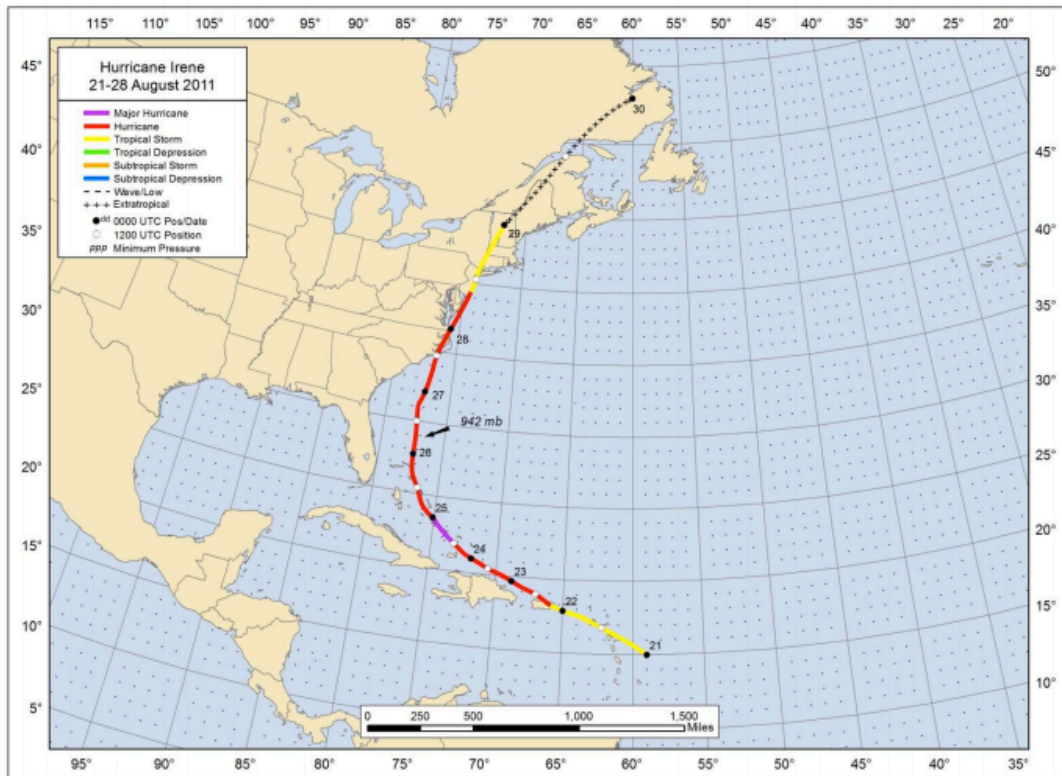 115° 110° 105° 100° 95° 90° 85° 80° 75° 70° 65° 60° 55° 50° 45° 40° 35° 30° 25° 20°
Hurricane Irene
21-28 August 2011
Major Hurricane
Hurricane
Tropical Storm
Tropical Depression
Subtropical Storm
Subtropical Depression
Wave/Low
Extratropical
dd 0000 UTC Pos/Date
1200 UTC Position
ppp Minimum Pressure
45°
40°
35°
30°
25°
20°
15°
10°
5°
50°
45°
40°
35°
30°
25°
20°
15°
10°
30
29
28
27
942 mb
26
25
24
23
22
21
0 250 500 1,000 1,500
Miles
95° 90° 85° 80° 75° 70° 65° 60° 55° 50° 45° 40° 35°